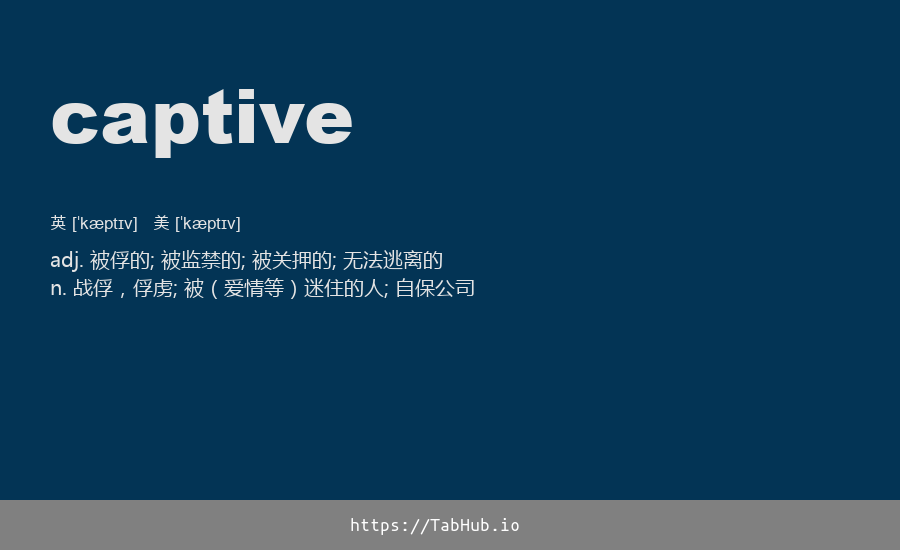 captive
英 [ˈkæptɪv] 美 [ˈkæptɪv]
adj. 被俘的; 被监禁的; 被关押的; 无法逃离的
n. 战俘，俘虏; 被（爱情等）迷住的人; 自保公司
https://TabHub.io